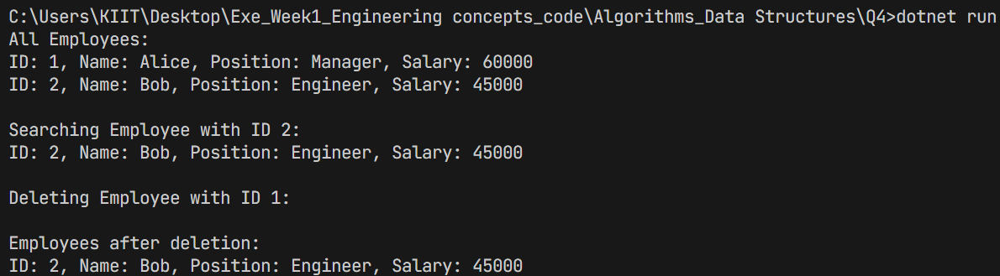 C:\Users\KIIT\Desktop\Exe_Week1_Engineering concepts_code\Algorithms_Data Structures\Q4>dotnet run
All Employees:
ID: 1, Name: Alice, Position: Manager, Salary: 60000
ID: 2, Name: Bob, Position: Engineer, Salary: 45000
Searching Employee with ID 2:
ID: 2, Name: Bob, Position: Engineer, Salary: 45000
Deleting Employee with ID 1:
Employees after deletion:
ID: 2, Name: Bob, Position: Engineer, Salary: 45000